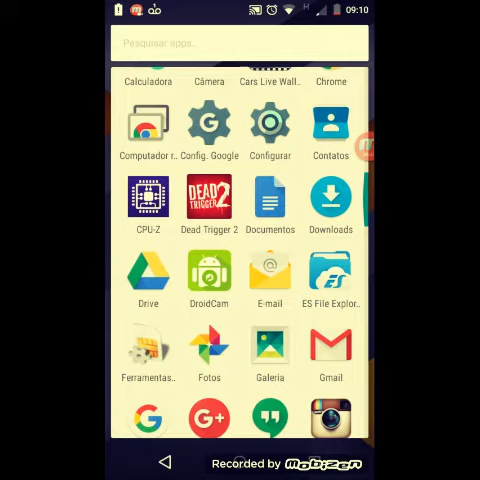 H 09:10
Pesquisar apps..
Calculadora Câmera Cars Live Wall.. Chrome
Computador r.. Config. Google Configurar Contatos
DEAD TRIGGER 2
CPU-Z Dead Trigger 2 Documentos Downloads
ES
Drive DroidCam E-mail ES File Explor..
Ferramentas.. Fotos Galeria Gmail
Recorded by mobizen